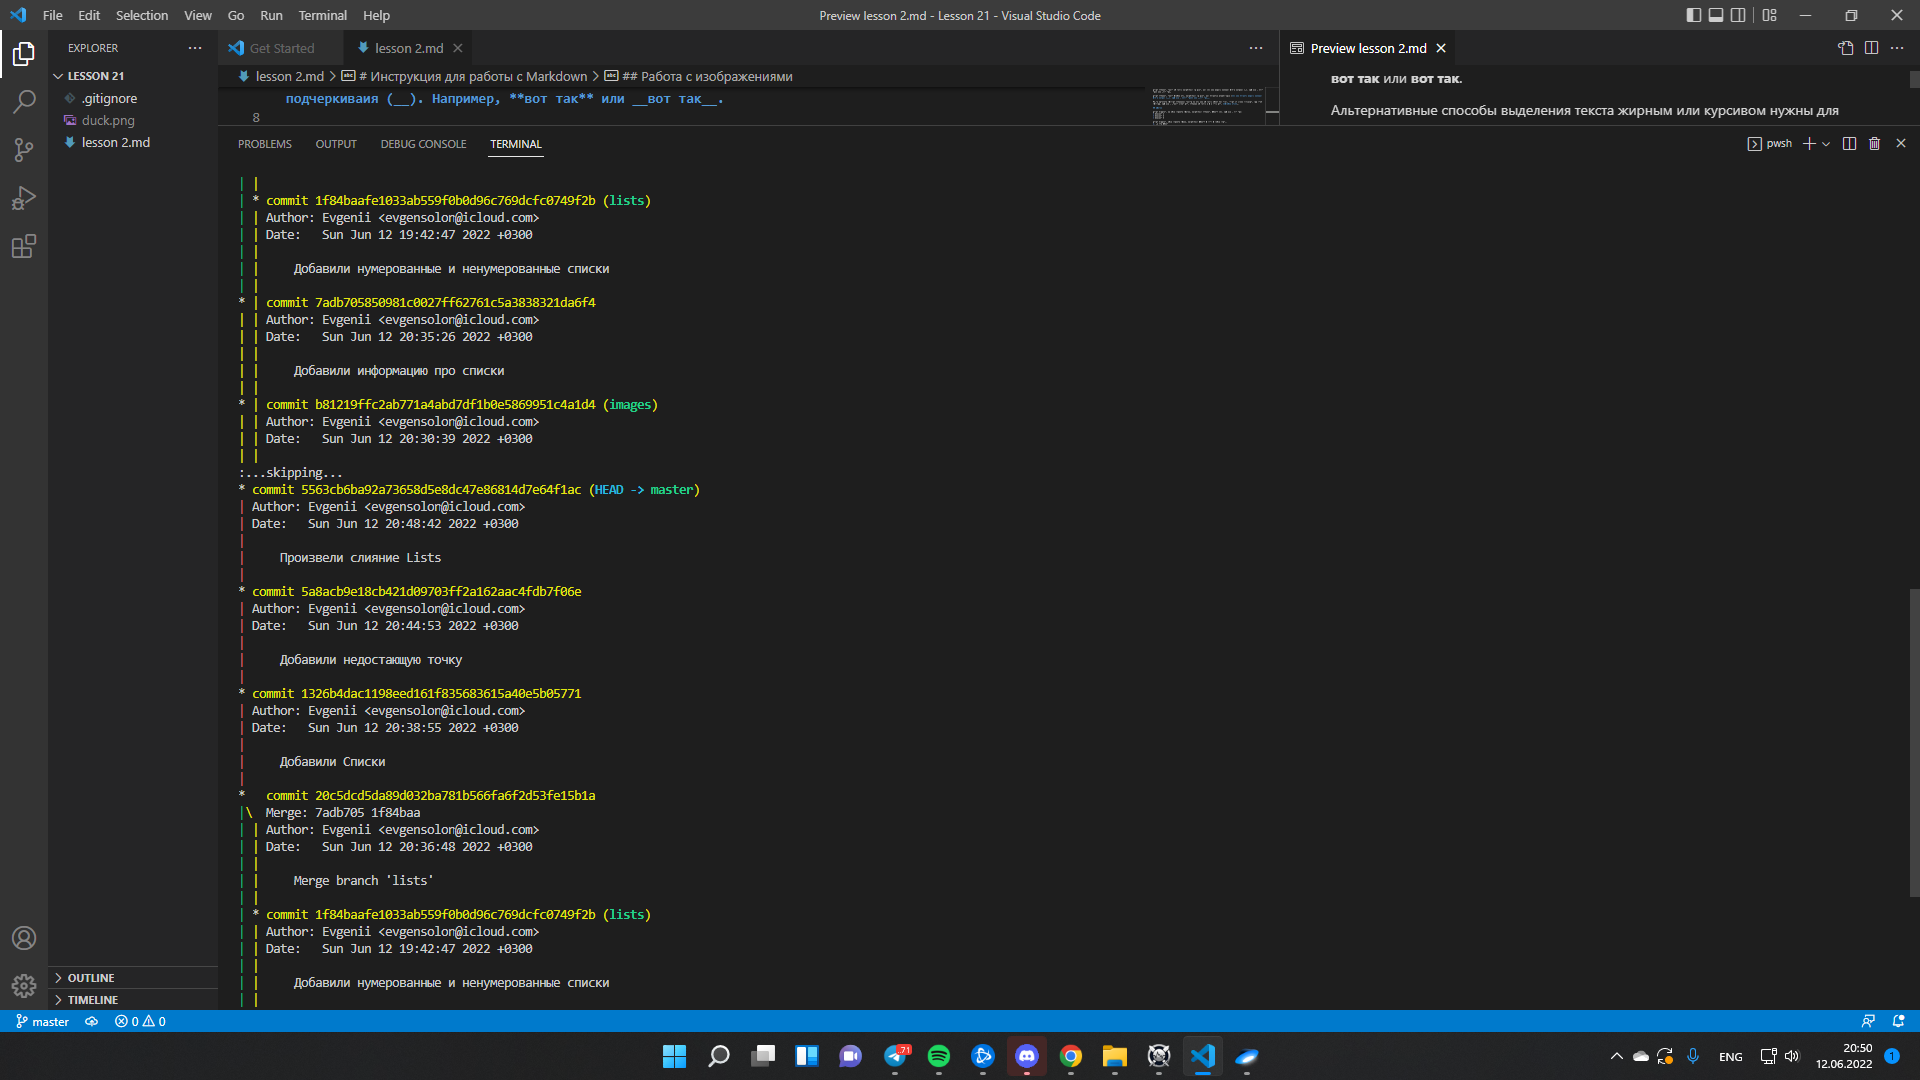 File Edit Selection View Go Run Terminal Help
Preview lesson 2.md - Lesson 21 - Visual Studio Code
EXPLORER
LESSON 21
.gitignore
duck.png
lesson 2.md
OUTLINE
TIMELINE
Get Started lesson 2.md
lesson 2.md > # Инструкция для работы с Markdown > ## Работа с изображениями
подчеркиваия (__). Например, **вот так** или __вот так__.
8
Preview lesson 2.md
вот так или вот так.
Альтернативные способы выделения текста жирным или курсивом нужны для
PROBLEMS OUTPUT DEBUG CONSOLE TERMINAL
pwsh
| |
| * commit 1f84baafe1033ab559f0b0d96c769dcfc0749f2b (lists)
| | Author: Evgenii <evgensolon@icloud.com>
| | Date:   Sun Jun 12 19:42:47 2022 +0300
| |
| |     Добавили нумерованные и ненумерованные списки
| |
* | commit 7adb705850981c0027ff62761c5a3838321da6f4
| | Author: Evgenii <evgensolon@icloud.com>
| | Date:   Sun Jun 12 20:35:26 2022 +0300
| |
| |     Добавили информацию про списки
| |
* | commit b81219ffc2ab771a4abd7df1b0e5869951c4a1d4 (images)
| | Author: Evgenii <evgensolon@icloud.com>
| | Date:   Sun Jun 12 20:30:39 2022 +0300
| |
:...skipping...
* commit 5563cb6ba92a73658d5e8dc47e86814d7e64f1ac (HEAD -> master)
| Author: Evgenii <evgensolon@icloud.com>
| Date:   Sun Jun 12 20:48:42 2022 +0300
|
|     Произвели слияние Lists
|
* commit 5a8acb9e18cb421d09703ff2a162aac4fdb7f06e
| Author: Evgenii <evgensolon@icloud.com>
| Date:   Sun Jun 12 20:44:53 2022 +0300
|
|     Добавили недостающую точку
|
* commit 1326b4dac1198eed161f835683615a40e5b05771
| Author: Evgenii <evgensolon@icloud.com>
| Date:   Sun Jun 12 20:38:55 2022 +0300
|
|     Добавили Списки
|
*   commit 20c5dcd5da89d032ba781b566fa6f2d53fe15b1a
|\  Merge: 7adb705 1f84baa
| | Author: Evgenii <evgensolon@icloud.com>
| | Date:   Sun Jun 12 20:36:48 2022 +0300
| |
| |     Merge branch 'lists'
| |
| * commit 1f84baafe1033ab559f0b0d96c769dcfc0749f2b (lists)
| | Author: Evgenii <evgensolon@icloud.com>
| | Date:   Sun Jun 12 19:42:47 2022 +0300
| |
| |     Добавили нумерованные и ненумерованные списки
| |
master 0 0
71
ENG
20:50
12.06.2022
1